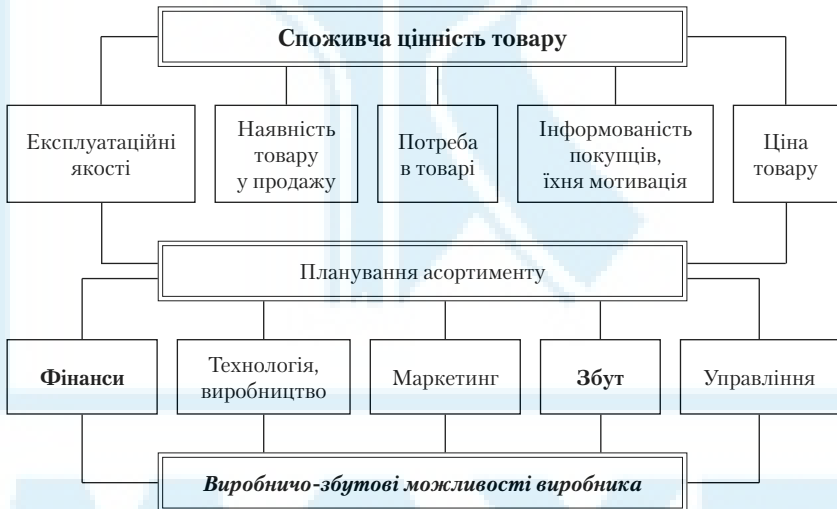 Споживча цінність товару
Експлуатаційні
якості
Наявність
товару
у продажу
Потреба
в товарі
Інформованість
покупців,
їхня мотивація
Ціна
товару
Планування асортименту
Фінанси
Технологія,
виробництво
Маркетинг
Збут
Управління
Виробничо-збутові можливості виробника